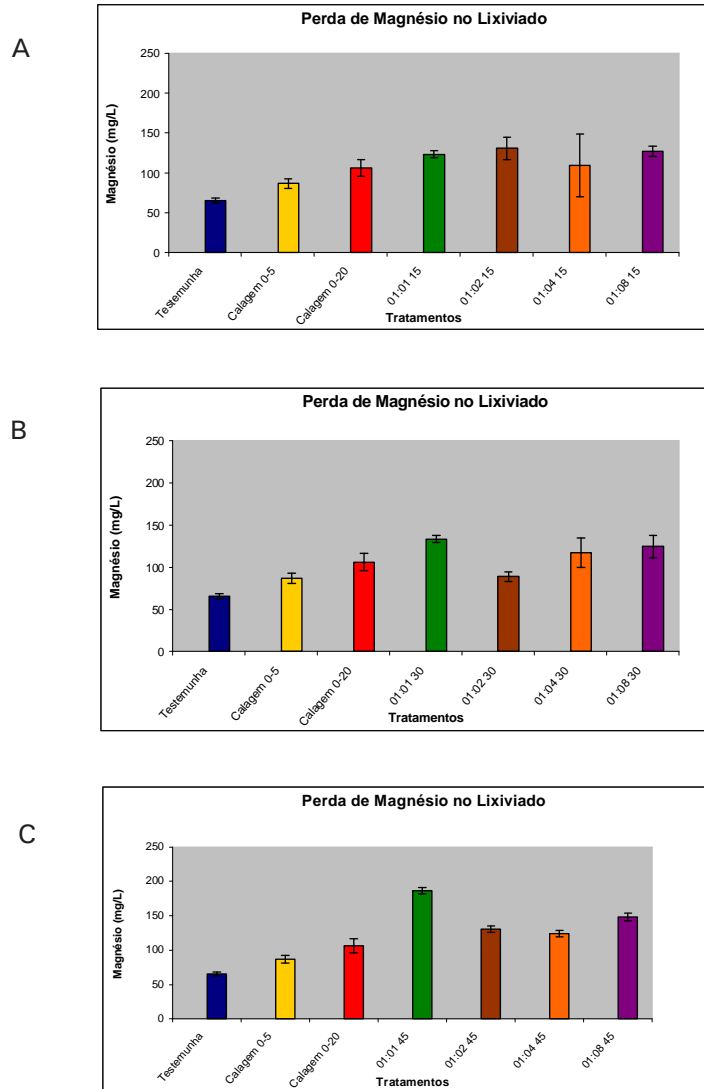 A
Perda de Magnésio no Lixiviado
Magnésio (mg/L)
250
200
150
100
50
0
Testemunha
Calagem 0-5
Calagem 0-20
01:01 15
01:02 15
01:04 15
01:08 15
Tratamentos
B
Perda de Magnésio no Lixiviado
Magnésio (mg/L)
250
200
150
100
50
0
Testemunha
Calagem 0-5
Calagem 0-20
01:01 30
01:02 30
01:04 30
01:08 30
Tratamentos
C
Perda de Magnésio no Lixiviado
Magnésio (mg/L)
250
200
150
100
50
0
Testemunha
Calagem 0-5
Calagem 0-20
01:01 45
01:02 45
01:04 45
01:08 45
Tratamentos